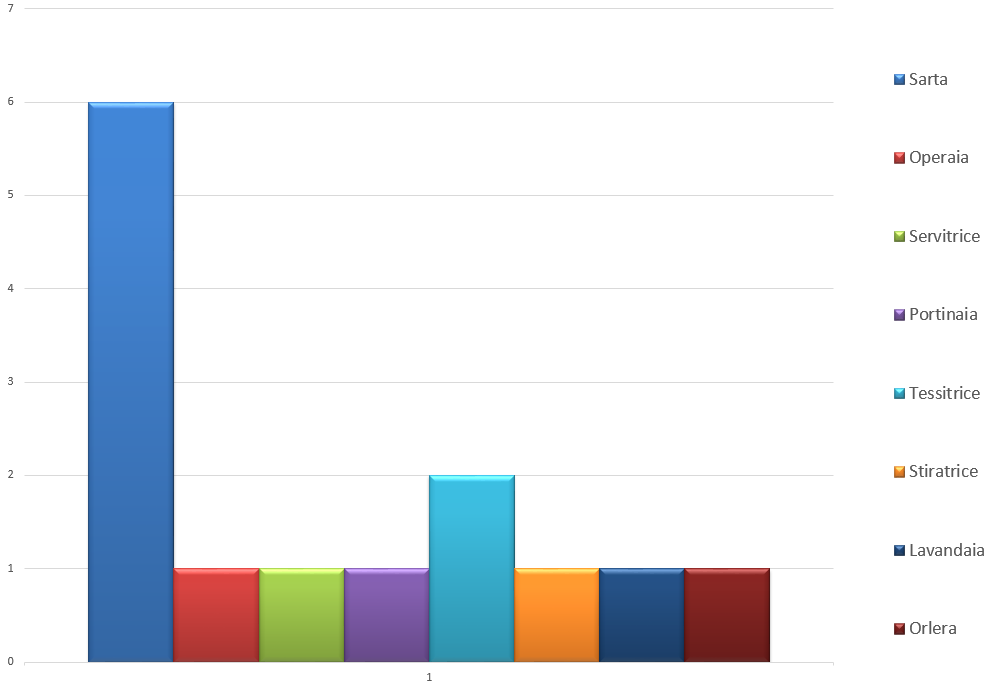 7
6
5
4
3
2
1
0
1
Sarta
Operaia
Servitrice
Portinaia
Tessitrice
Stiratrice
Lavandaia
Orlera